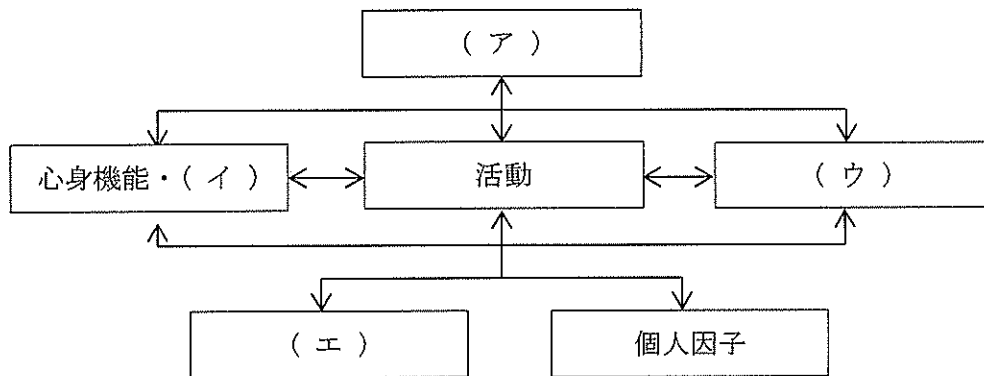 ( ア )
心身機能・( イ )
活動
( ウ )
( エ )
個人因子